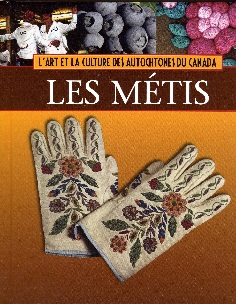 L'ART ET LA CULTURE DES AUTOCHTONES DU CANADA
LES MÉTIS